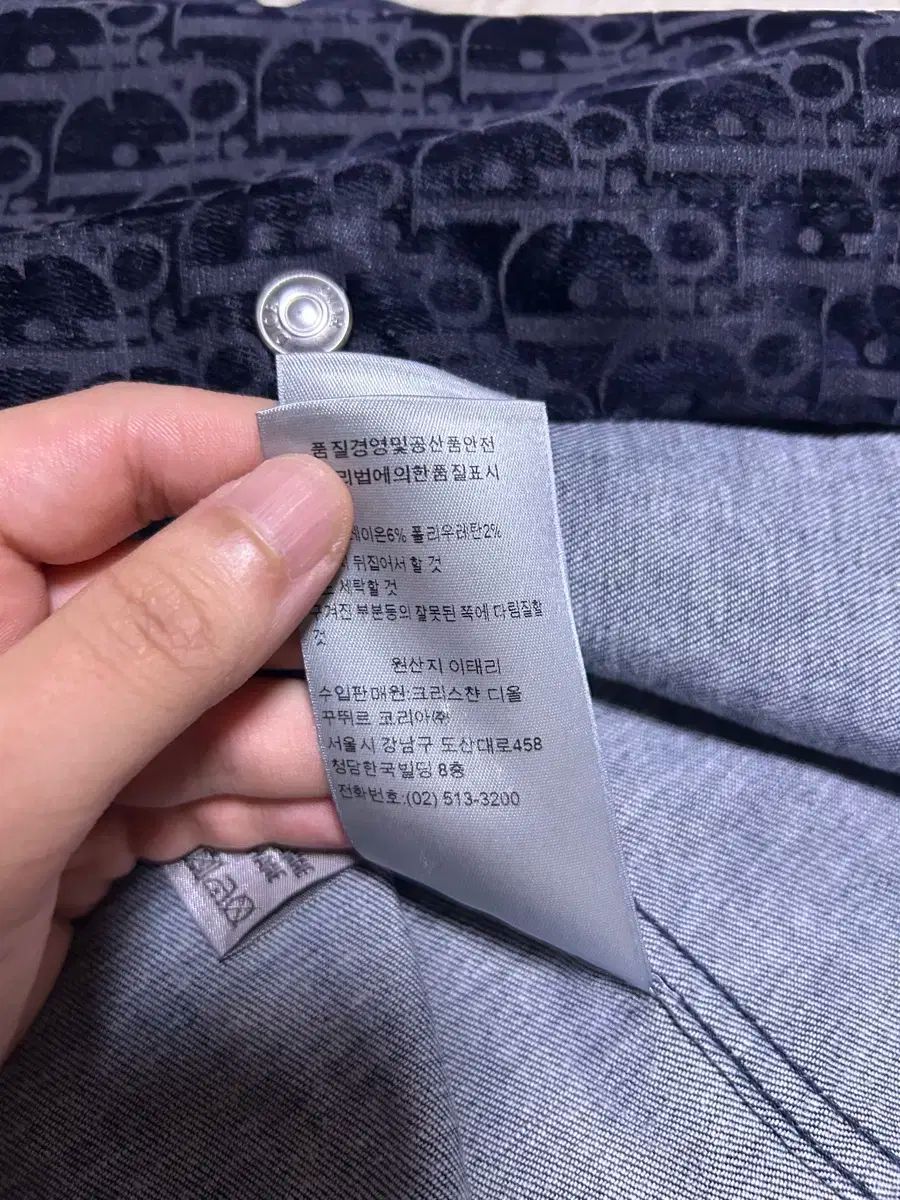 품질경영및공산품안전
리법에의한품질표시
레이온6% 폴리우레탄2%
뒤집어서 할 것
세탁할 것
구겨진 부분등의 잘못된 쪽에 다림질할
것
원산지 이태리
수입판매원:크리스챤 디올
꾸뛰르 코리아㈜
서울시 강남구 도산대로458
청담한국빌딩 8층
전화번호:(02) 513-3200